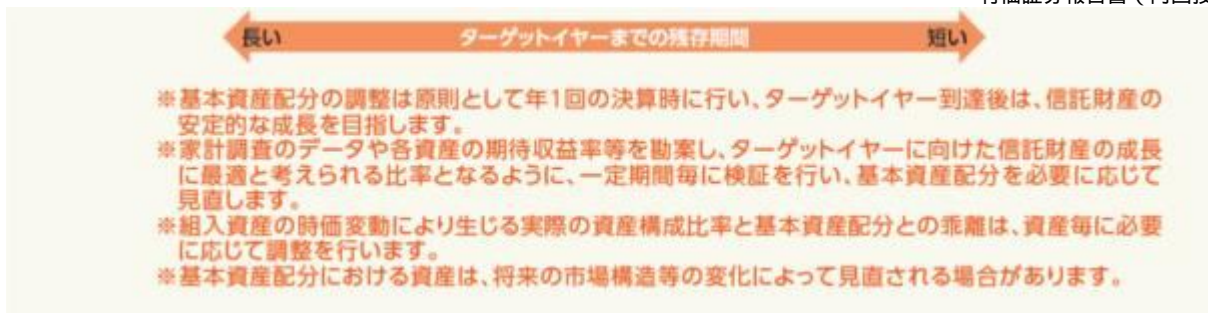 長い ターゲットイヤーまでの残存期間 短い
※基本資産配分の調整は原則として年1回の決算時に行い、ターゲットイヤー到達後は、信託財産の
安定的な成長を目指します。
※家計調査のデータや各資産の期待収益率等を勘案し、ターゲットイヤーに向けた信託財産の成長
に最適と考えられる比率となるように、一定期間毎に検証を行い、基本資産配分を必要に応じて
見直します。
※組入資産の時価変動により生じる実際の資産構成比率と基本資産配分との乖離は、資産毎に必要
に応じて調整を行います。
※基本資産配分における資産は、将来の市場構造等の変化によって見直される場合があります。